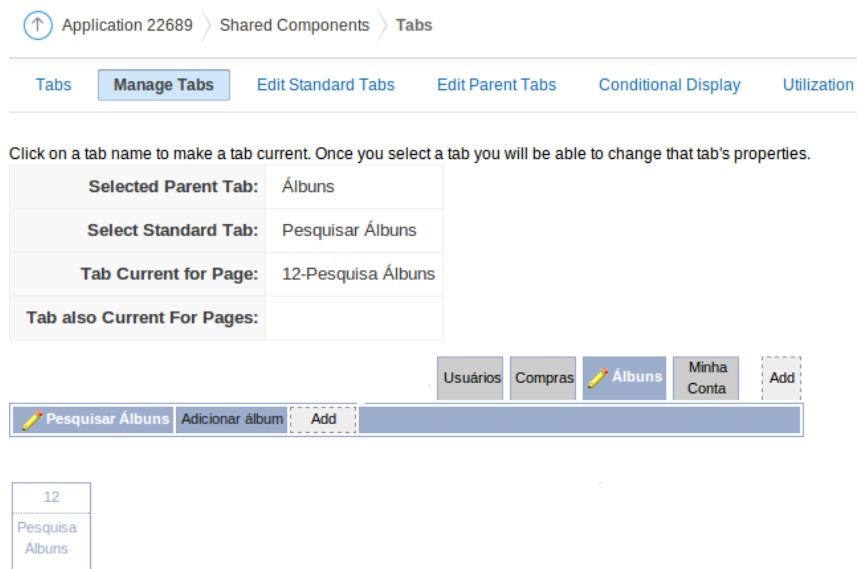 Application 22689 Shared Components Tabs
Tabs Manage Tabs Edit Standard Tabs Edit Parent Tabs Conditional Display Utilization
Click on a tab name to make a tab current. Once you select a tab you will be able to change that tab's properties.
Selected Parent Tab: Álbuns
Select Standard Tab: Pesquisar Álbuns
Tab Current for Page: 12-Pesquisa Álbuns
Tab also Current For Pages:
Usuários Compras Álbuns Minha Conta Add
Pesquisar Álbuns Adicionar álbum Add
12
Pesquisa
Álbuns